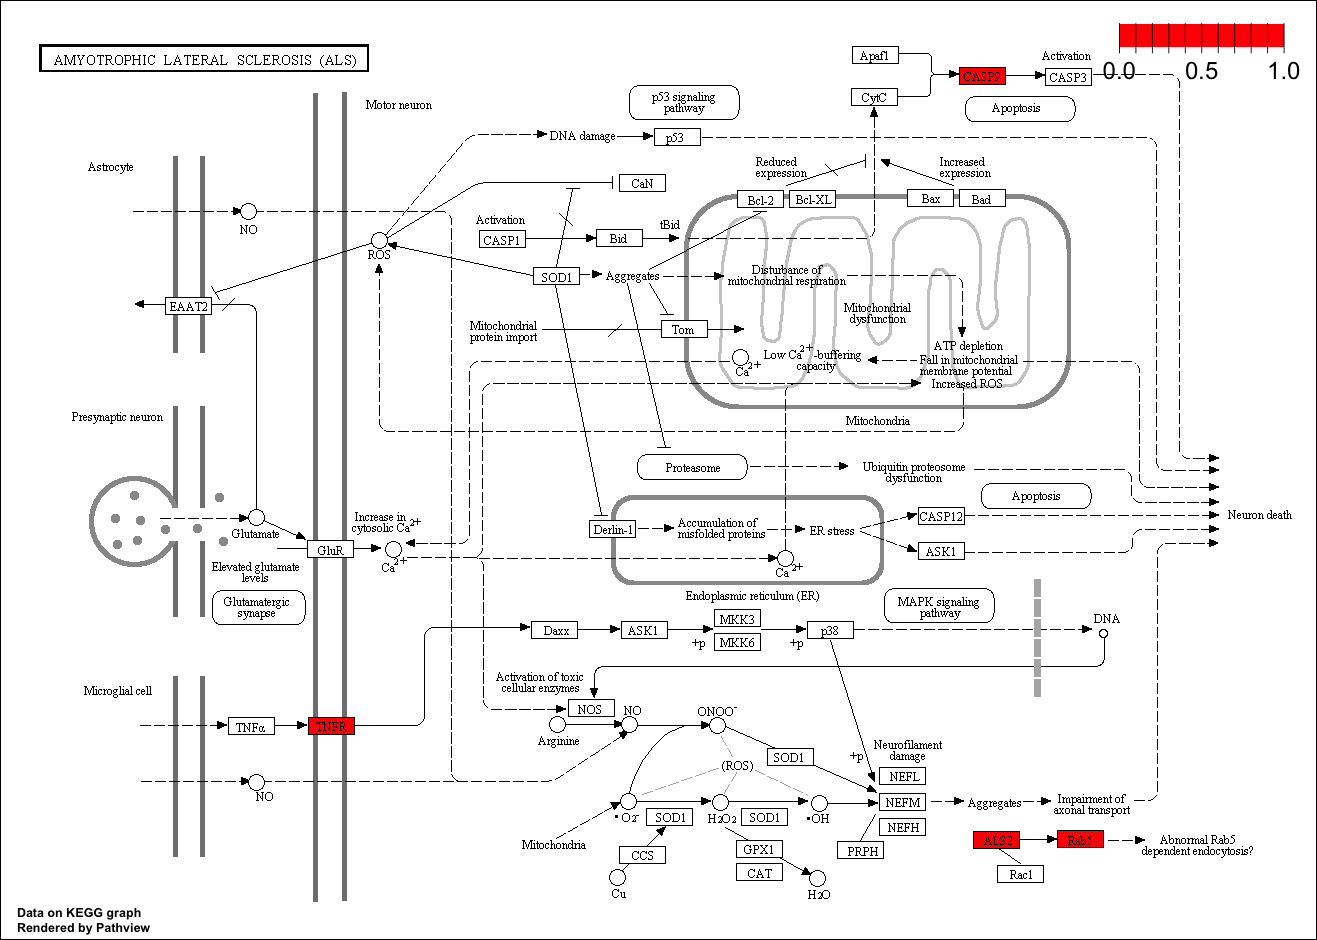 AMYOTROPHIC LATERAL SCLEROSIS (ALS)
0.0 0.5 1.0
Apaf1
Activation
CASP9
CASP3
CytC
Apoptosis
Motor neuron
p53 signaling
pathway
DNA damage
p53
Astrocyte
Reduced
expression
Increased
expression
CaN
Bcl-2
Bcl-XL
Bax
Bad
NO
Activation
tBid
CASP1
Bid
ROS
SOD1
Aggregates
Disturbance of
mitochondrial respiration
EAAT2
Mitochondrial
dysfunction
Mitochondrial
protein import
Tom
ATP depletion
Low Ca2+-buffering
capacity
Ca2+
Fall in mitochondrial
membrane potential
Increased ROS
Presynaptic neuron
Mitochondria
Proteasome
Ubiquitin proteosome
dysfunction
Apoptosis
Neuron death
Glutamate
Increase in
cytosolic Ca2+
Derlin-1
Accumulation of
misfolded proteins
ER stress
CASP12
GluR
ASK1
Ca2+
Ca2+
Elevated glutamate
levels
Glutamatergic
synapse
Endoplasmic reticulum (ER)
MAPK signaling
pathway
DNA
Daxx
ASK1
+p
MKK3
MKK6
+p
p38
Activation of toxic
cellular enzymes
Microglial cell
NOS
NO
ONOO-
TNFα
TNFR
Arginine
SOD1
+p
Neurofilament
damage
(ROS)
NEFL
NO
•O2-
SOD1
H2O2
SOD1
•OH
NEFM
Aggregates
Impairment of
axonal transport
NEFH
Mitochondria
CCS
GPX1
PRPH
ALS2
Rab5
Abnormal Rab5
dependent endocytosis?
CAT
Rac1
Cu
H2O
Data on KEGG graph
Rendered by Pathview